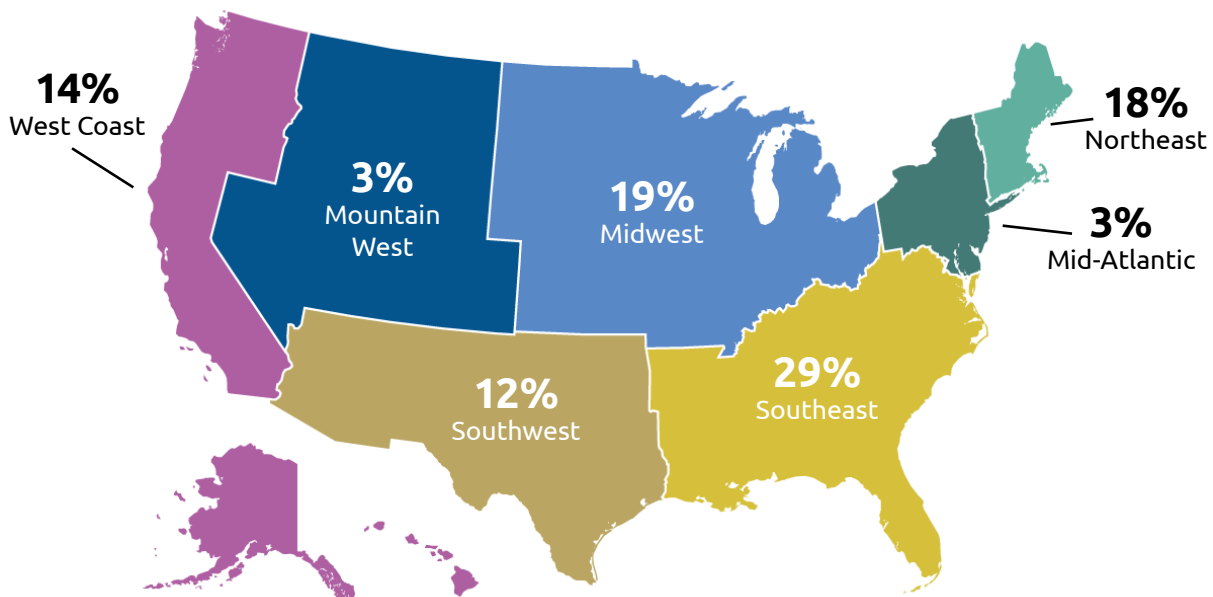 14%
West Coast
3%
Mountain
West
19%
Midwest
18%
Northeast
3%
Mid-Atlantic
12%
Southwest
29%
Southeast